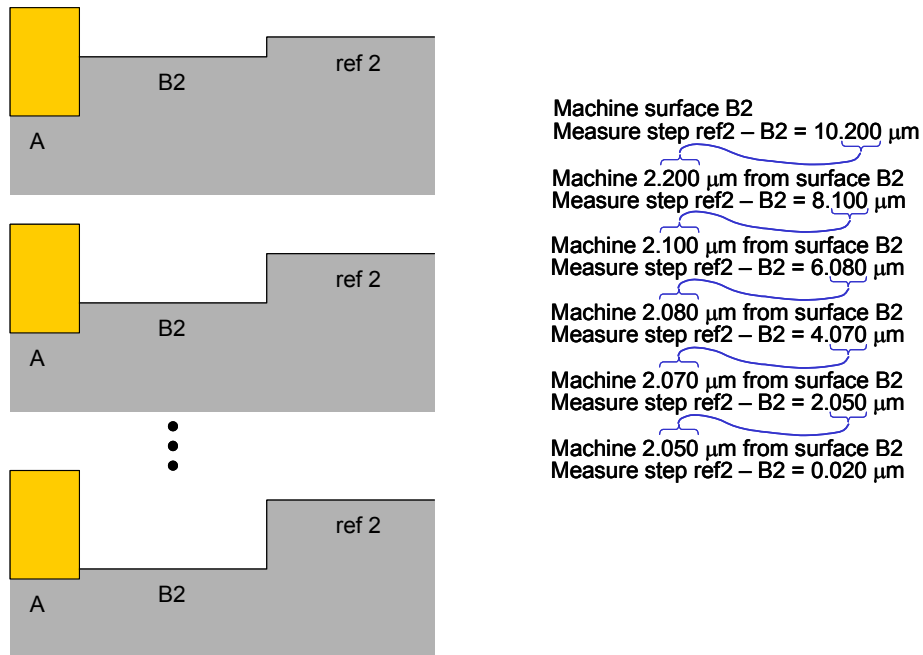 B2
ref 2
A
B2
ref 2
A
ref 2
B2
A
Machine surface B2
Measure step ref2 – B2 = 10.200 μm
Machine 2.200 μm from surface B2
Measure step ref2 – B2 = 8.100 μm
Machine 2.100 μm from surface B2
Measure step ref2 – B2 = 6.080 μm
Machine 2.080 μm from surface B2
Measure step ref2 – B2 = 4.070 μm
Machine 2.070 μm from surface B2
Measure step ref2 – B2 = 2.050 μm
Machine 2.050 μm from surface B2
Measure step ref2 – B2 = 0.020 μm